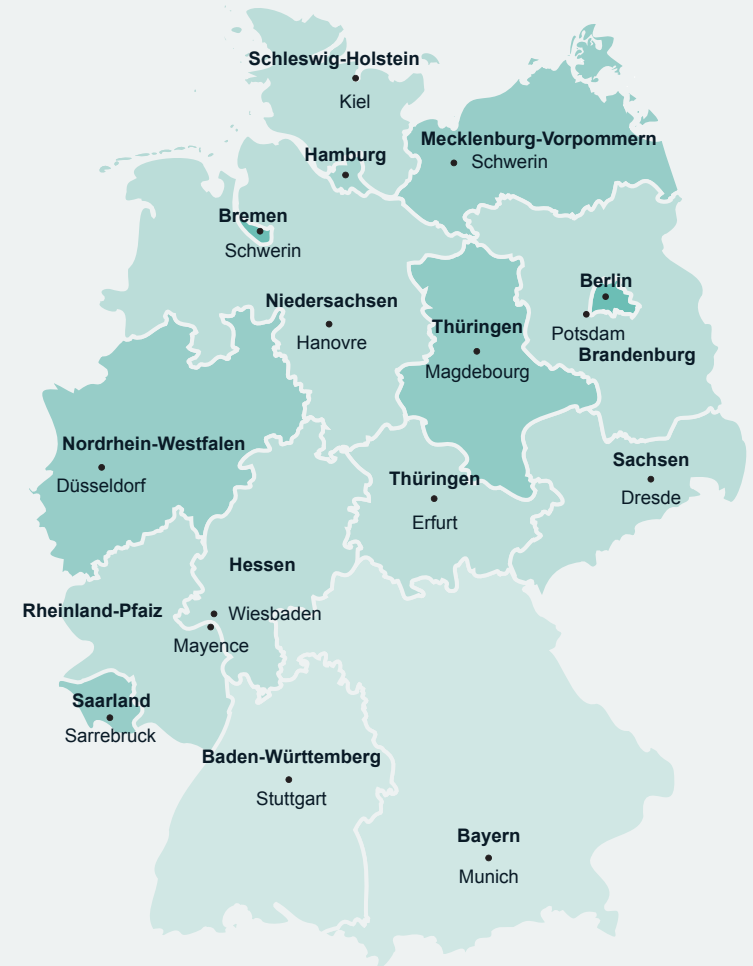 Schleswig-Holstein
Kiel
Mecklenburg-Vorpommern
Schwerin
Hamburg
Bremen
Schwerin
Berlin
Potsdam
Brandenburg
Niedersachsen
Hanovre
Thüringen
Magdebourg
Nordrhein-Westfalen
Düsseldorf
Thüringen
Erfurt
Sachsen
Dresde
Hessen
Wiesbaden
Rheinland-Pfaiz
Mayence
Saarland
Sarrebruck
Baden-Württemberg
Stuttgart
Bayern
Munich